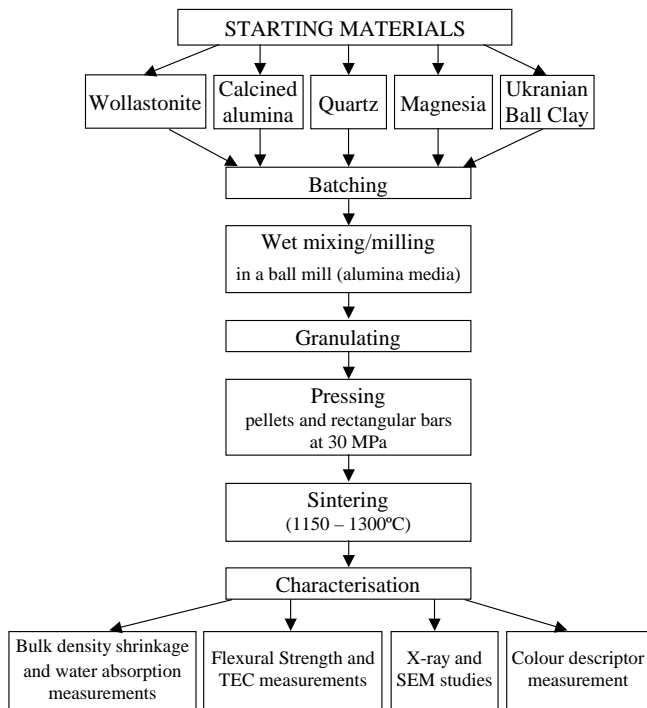 STARTING MATERIALS
Wollastonite
Calcined
alumina
Quartz
Magnesia
Ukranian
Ball Clay
Batching
Wet mixing/milling
in a ball mill (alumina media)
Granulating
Pressing
pellets and rectangular bars
at 30 MPa
Sintering
(1150 – 1300ºC)
Characterisation
Bulk density shrinkage
and water absorption
measurements
Flexural Strength and
TEC measurements
X-ray and
SEM studies
Colour descriptor
measurement